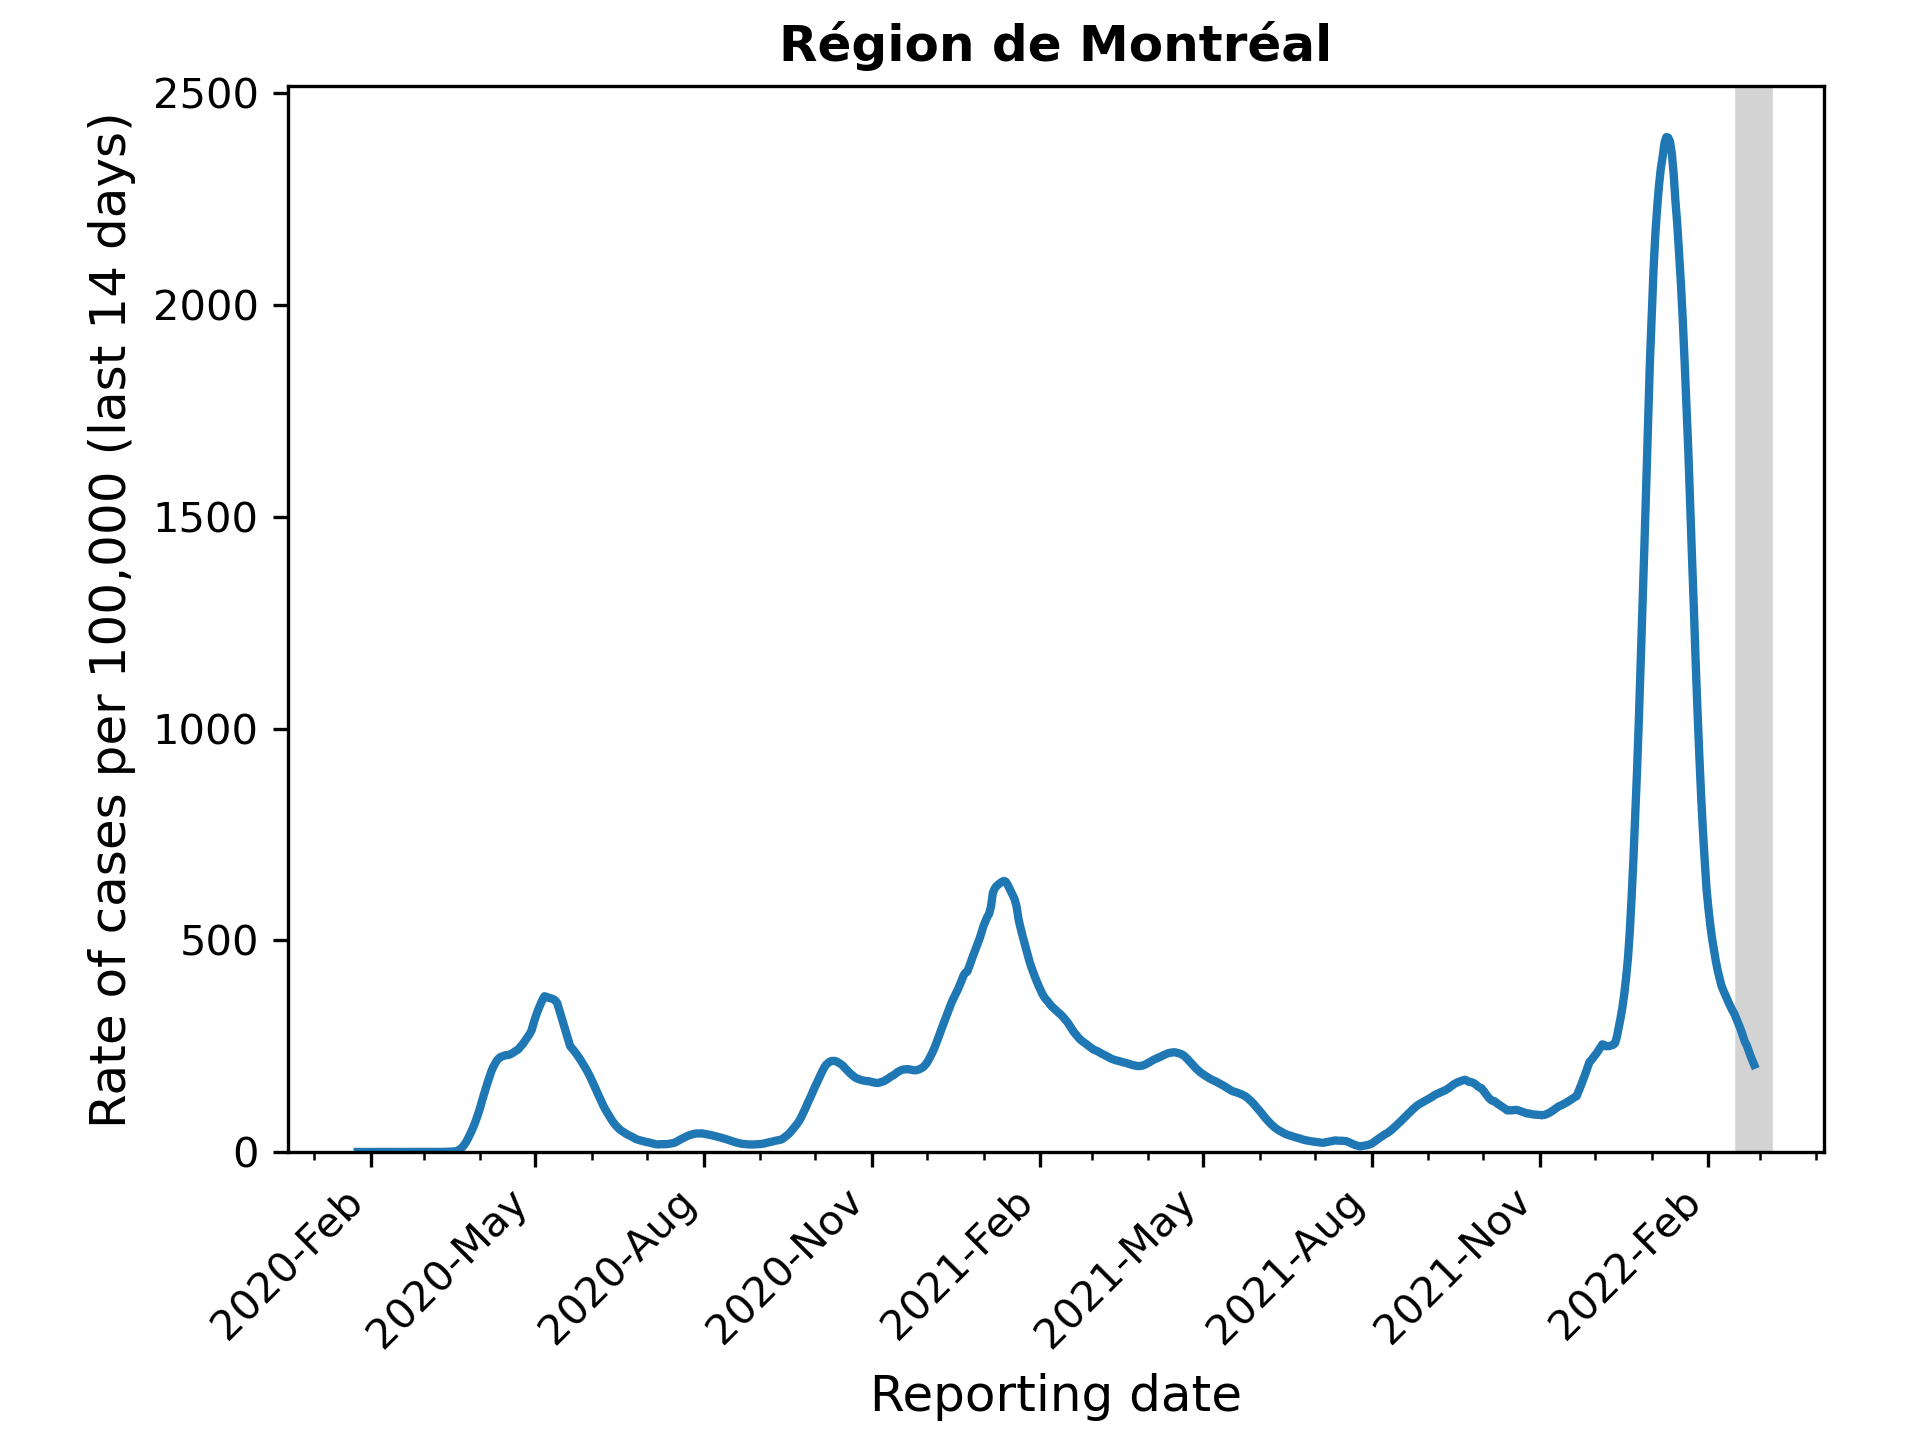 Région de Montréal
Rate of cases per 100,000 (last 14 days)
2500
2000
1500
1000
500
0
2020-Feb
2020-May
2020-Aug
2020-Nov
2021-Feb
2021-May
2021-Aug
2021-Nov
2022-Feb
Reporting date